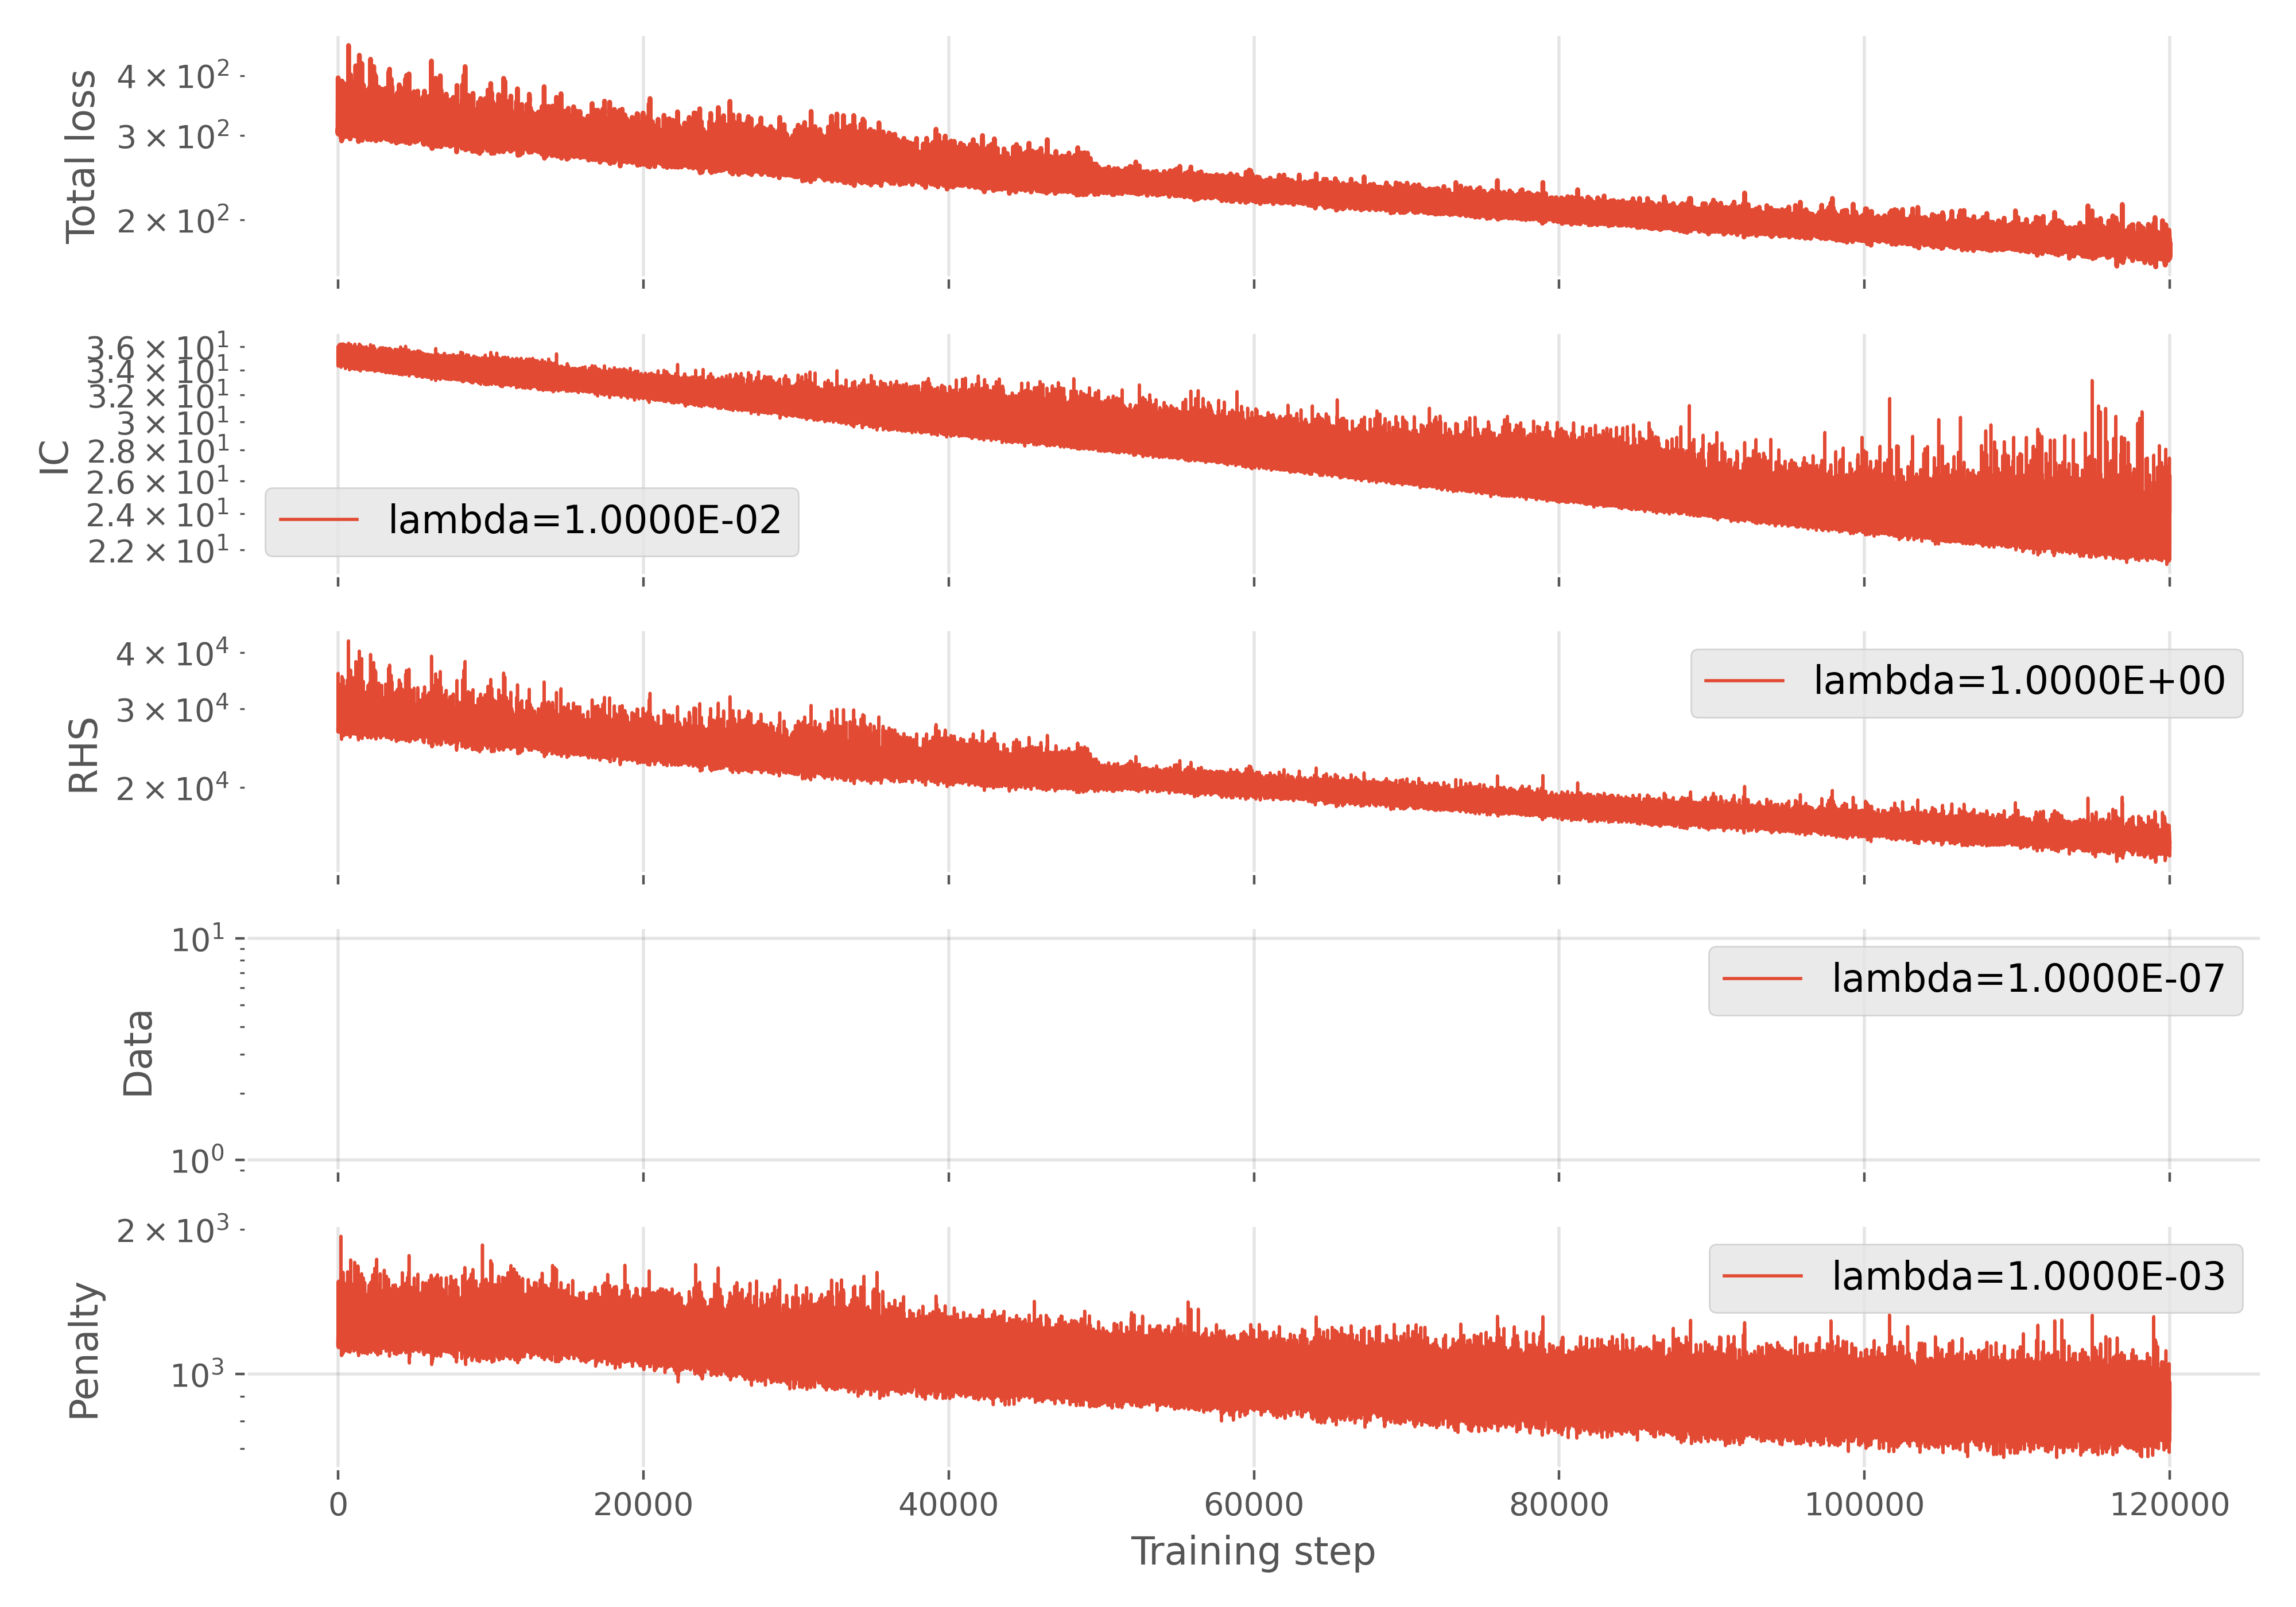 Total loss
4 × 10²
3 × 10²
2 × 10²
IC
3.6 × 10¹
3.4 × 10¹
3.2 × 10¹
3 × 10¹
2.8 × 10¹
2.6 × 10¹
2.4 × 10¹
2.2 × 10¹
lambda=1.0000E-02
RHS
4 × 10⁴
3 × 10⁴
2 × 10⁴
lambda=1.0000E+00
Data
10¹
10⁰
lambda=1.0000E-07
Penalty
2 × 10³
10³
lambda=1.0000E-03
0 20000 40000 60000 80000 100000 120000
Training step